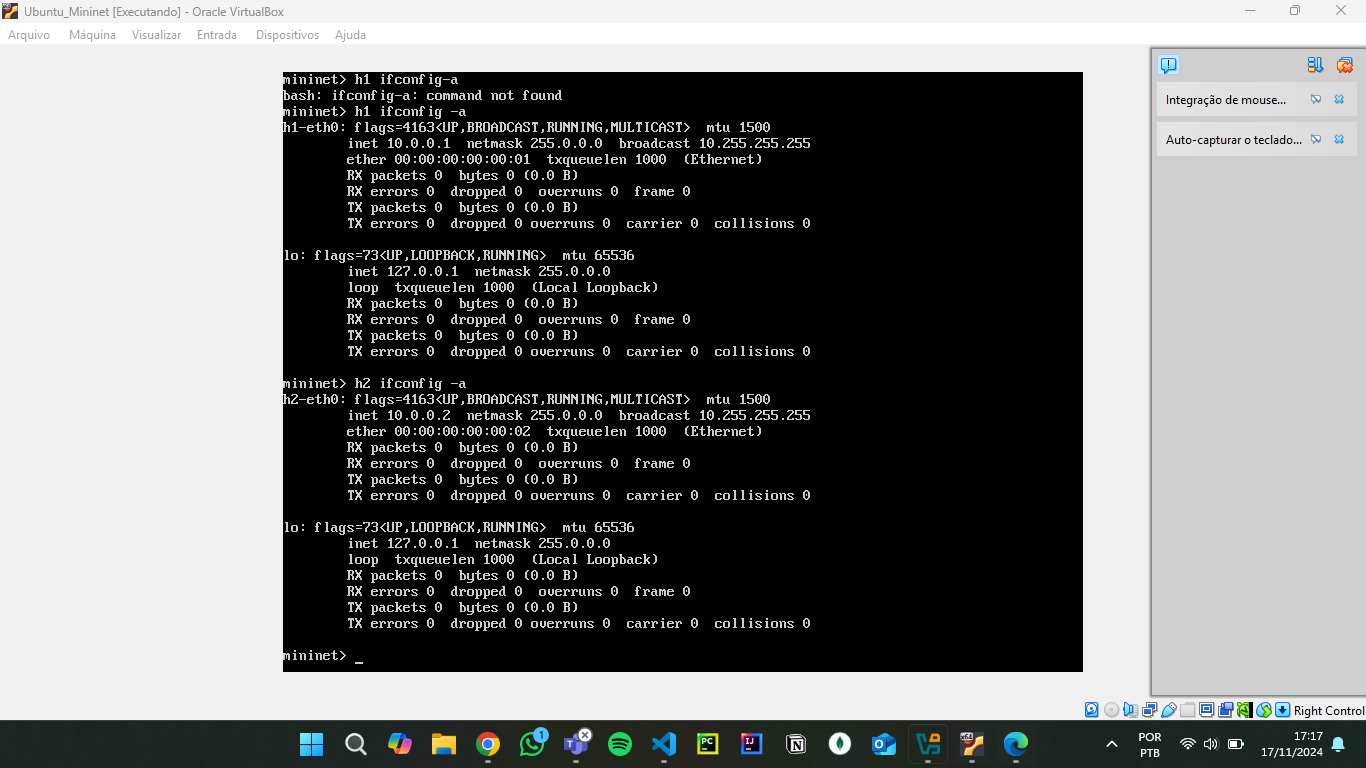 Ubuntu_Mininet [Executando] - Oracle VirtualBox
Arquivo Máquina Visualizar Entrada Dispositivos Ajuda
mininet> h1 ifconfig-a
bash: ifconfig-a: command not found
mininet> h1 ifconfig -a
h1-eth0: flags=4163<UP,BROADCAST,RUNNING,MULTICAST>  mtu 1500
        inet 10.0.0.1  netmask 255.0.0.0  broadcast 10.255.255.255
        ether 00:00:00:00:00:01  txqueuelen 1000  (Ethernet)
        RX packets 0  bytes 0 (0.0 B)
        RX errors 0  dropped 0  overruns 0  frame 0
        TX packets 0  bytes 0 (0.0 B)
        TX errors 0  dropped 0 overruns 0  carrier 0  collisions 0
lo: flags=73<UP,LOOPBACK,RUNNING>  mtu 65536
        inet 127.0.0.1  netmask 255.0.0.0
        loop  txqueuelen 1000  (Local Loopback)
        RX packets 0  bytes 0 (0.0 B)
        RX errors 0  dropped 0  overruns 0  frame 0
        TX packets 0  bytes 0 (0.0 B)
        TX errors 0  dropped 0 overruns 0  carrier 0  collisions 0
mininet> h2 ifconfig -a
h2-eth0: flags=4163<UP,BROADCAST,RUNNING,MULTICAST>  mtu 1500
        inet 10.0.0.2  netmask 255.0.0.0  broadcast 10.255.255.255
        ether 00:00:00:00:00:02  txqueuelen 1000  (Ethernet)
        RX packets 0  bytes 0 (0.0 B)
        RX errors 0  dropped 0  overruns 0  frame 0
        TX packets 0  bytes 0 (0.0 B)
        TX errors 0  dropped 0 overruns 0  carrier 0  collisions 0
lo: flags=73<UP,LOOPBACK,RUNNING>  mtu 65536
        inet 127.0.0.1  netmask 255.0.0.0
        loop  txqueuelen 1000  (Local Loopback)
        RX packets 0  bytes 0 (0.0 B)
        RX errors 0  dropped 0  overruns 0  frame 0
        TX packets 0  bytes 0 (0.0 B)
        TX errors 0  dropped 0 overruns 0  carrier 0  collisions 0
mininet> _
Integração de mouse...
Auto-capturar o teclado...
Right Control
1
PC
IJ
POR
PTB
17:17
17/11/2024